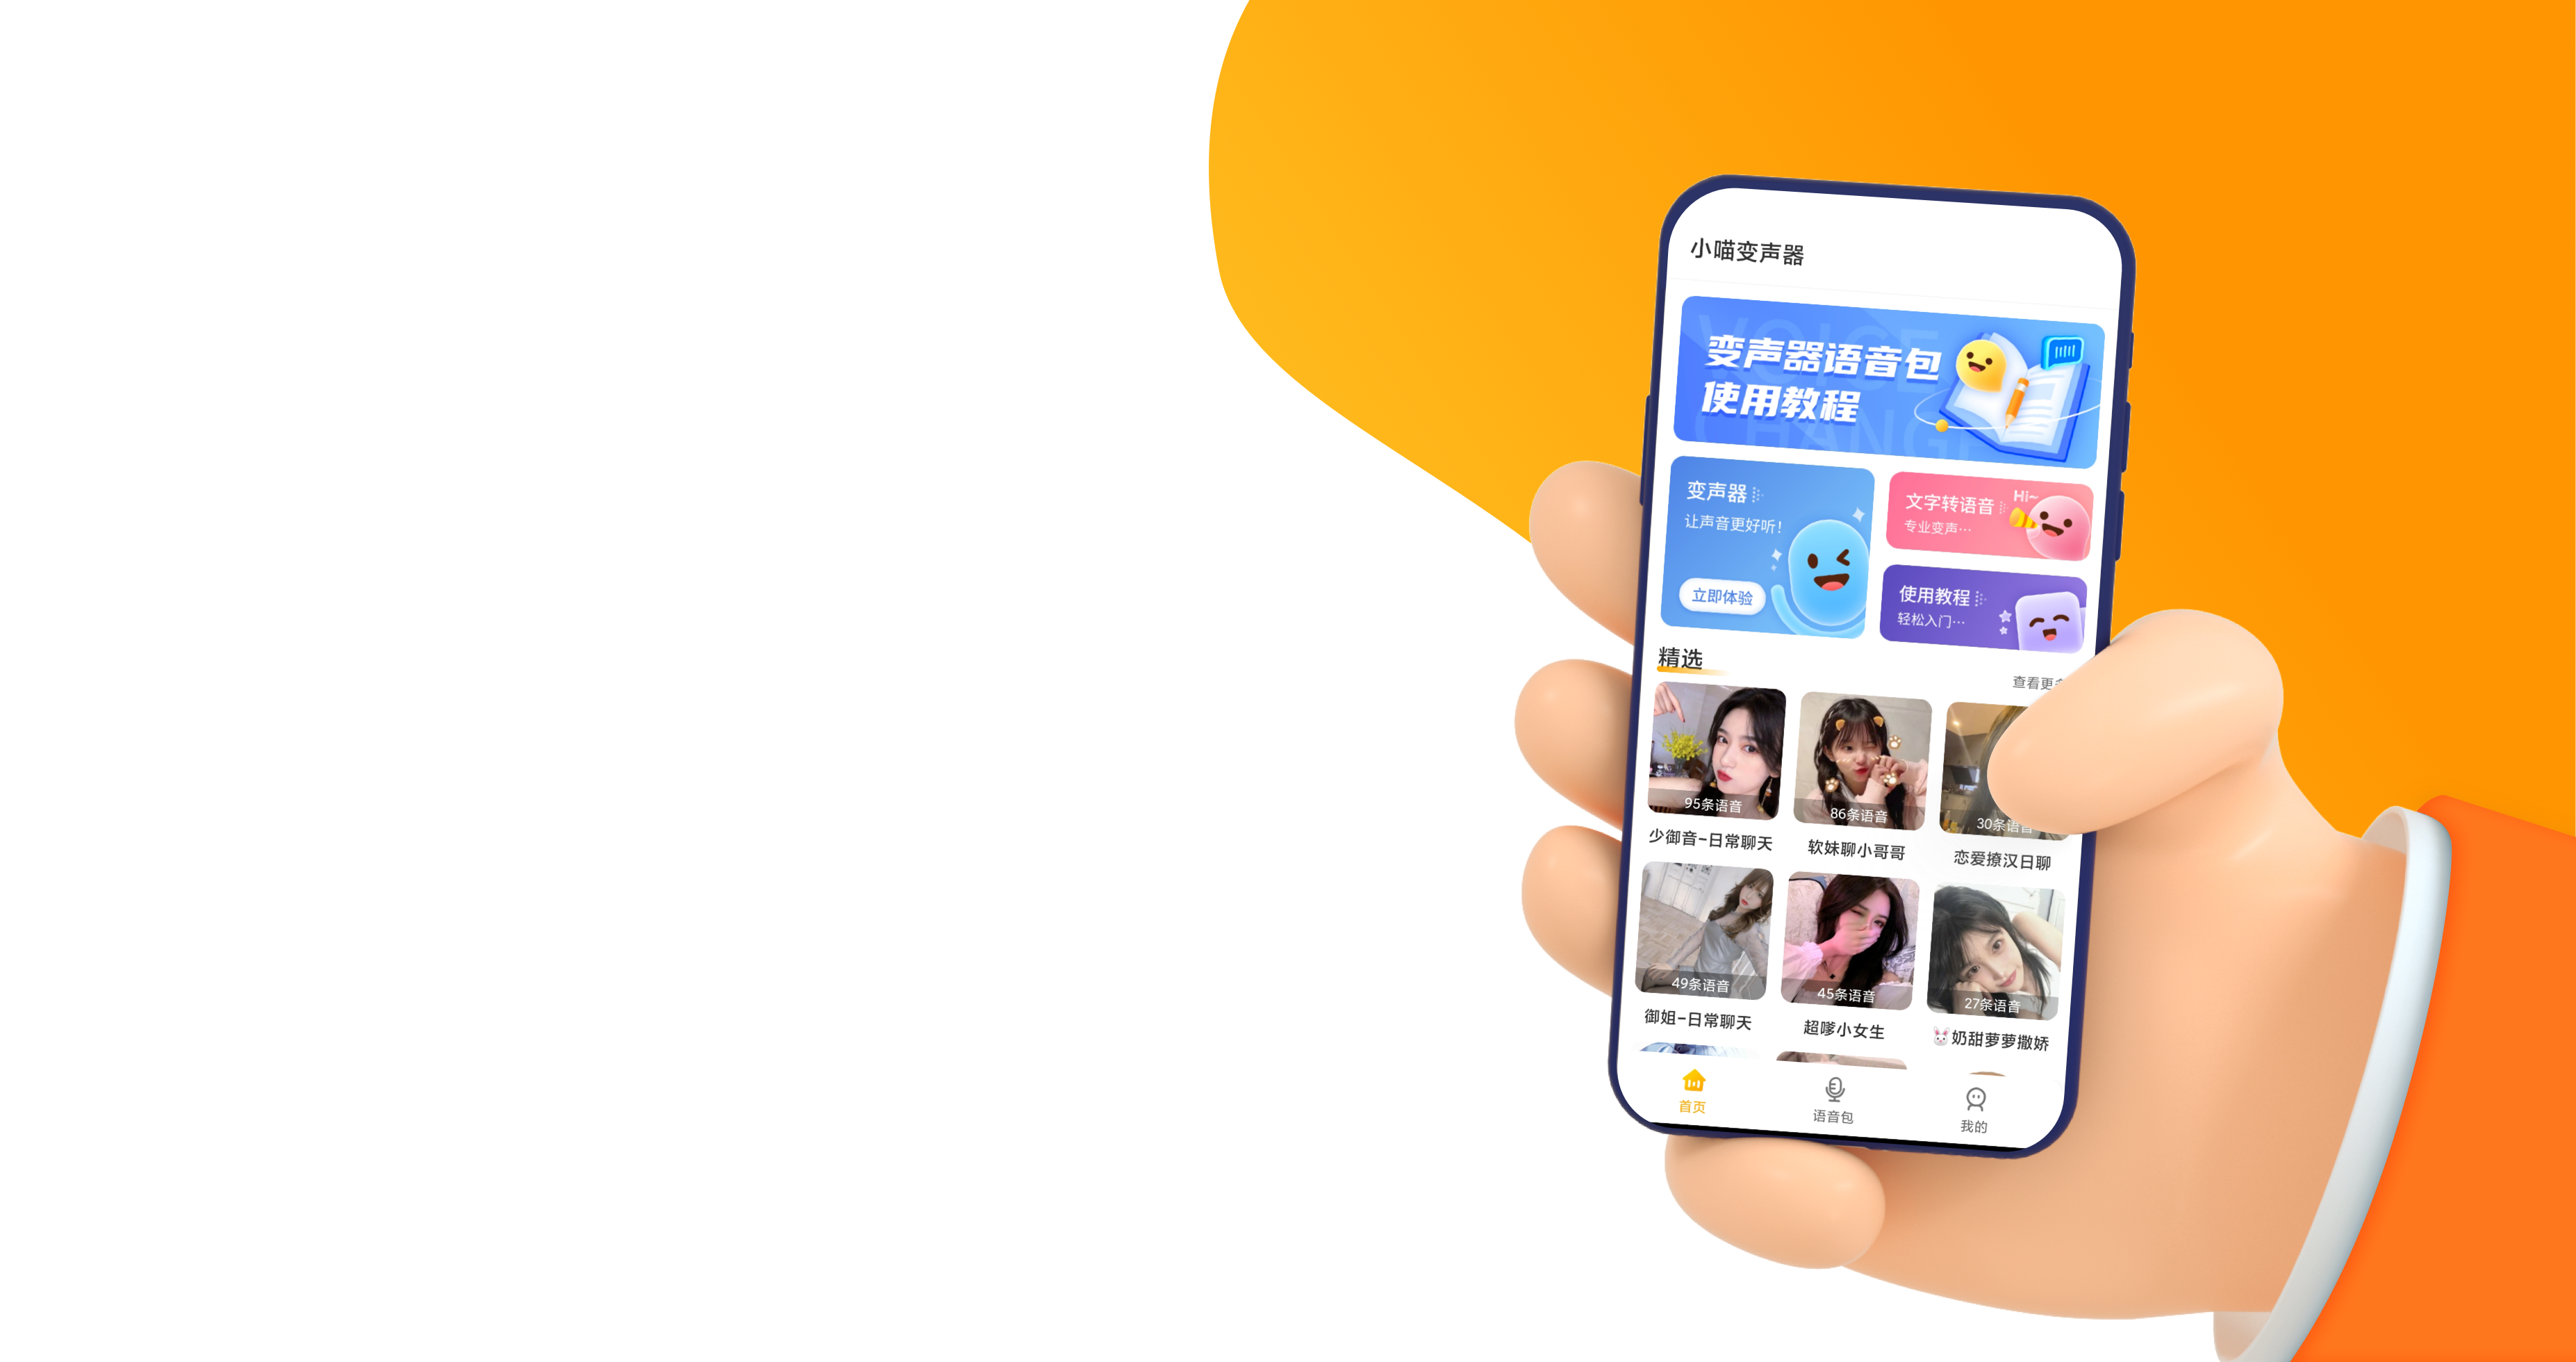 小喵变声器
VOICE
变声器语音包
使用教程
变声器
让声音更好听!
立即体验
文字转语音
Hi~
专业变声…
使用教程
轻松入门…
精选
查看更
95条语音
86条语音
30条语音
少御音-日常聊天
软妹聊小哥哥
恋爱撩汉日聊
49条语音
45条语音
27条语音
御姐-日常聊天
超嗲小女生
🐰奶甜萝萝撒娇
首页
语音包
我的